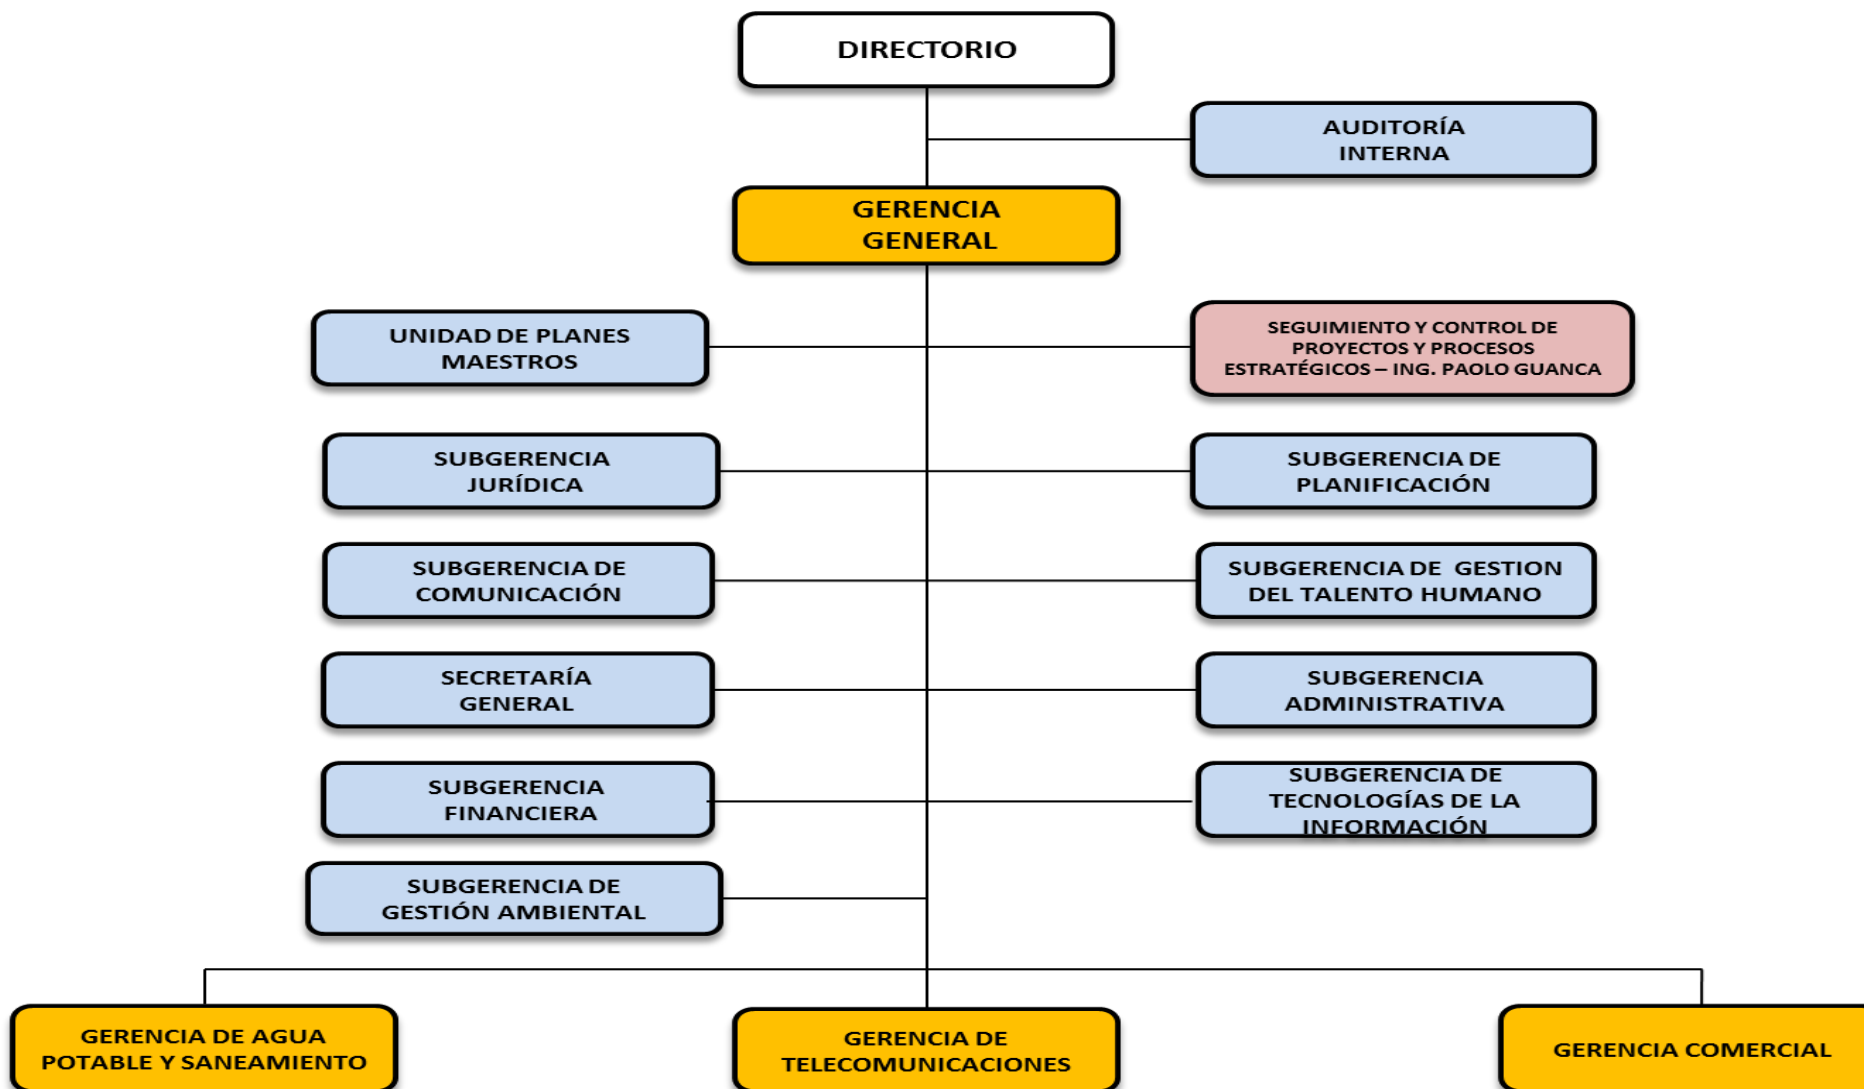 DIRECTORIO
AUDITORÍA
INTERNA
GERENCIA
GENERAL
UNIDAD DE PLANES
MAESTROS
SEGUIMIENTO Y CONTROL DE
PROYECTOS Y PROCESOS
ESTRATÉGICOS – ING. PAOLO GUANCA
SUBGERENCIA
JURÍDICA
SUBGERENCIA DE
PLANIFICACIÓN
SUBGERENCIA DE
COMUNICACIÓN
SUBGERENCIA DE GESTION
DEL TALENTO HUMANO
SECRETARÍA
GENERAL
SUBGERENCIA
ADMINISTRATIVA
SUBGERENCIA
FINANCIERA
SUBGERENCIA DE
TECNOLOGÍAS DE LA
INFORMACIÓN
SUBGERENCIA DE
GESTIÓN AMBIENTAL
GERENCIA DE AGUA
POTABLE Y SANEAMIENTO
GERENCIA DE
TELECOMUNICACIONES
GERENCIA COMERCIAL